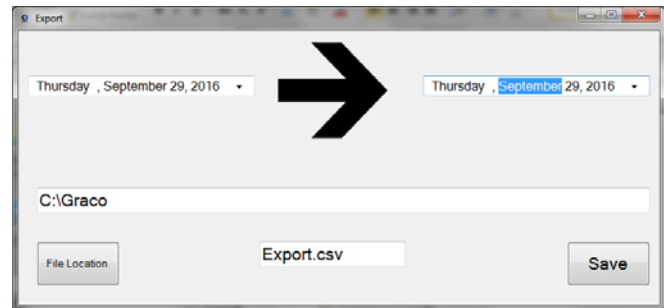 Export
Thursday , September 29, 2016
Thursday , September 29, 2016
C:\Graco
File Location
Export.csv
Save